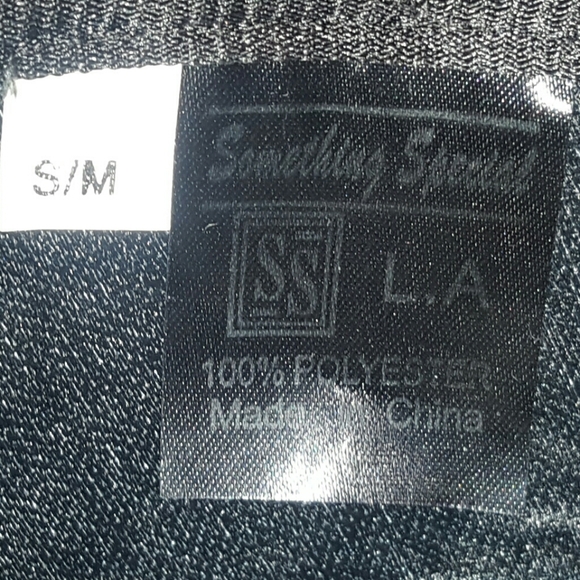 S/M
Something Special
SS
L.A
100% POLYESTER
Made in China